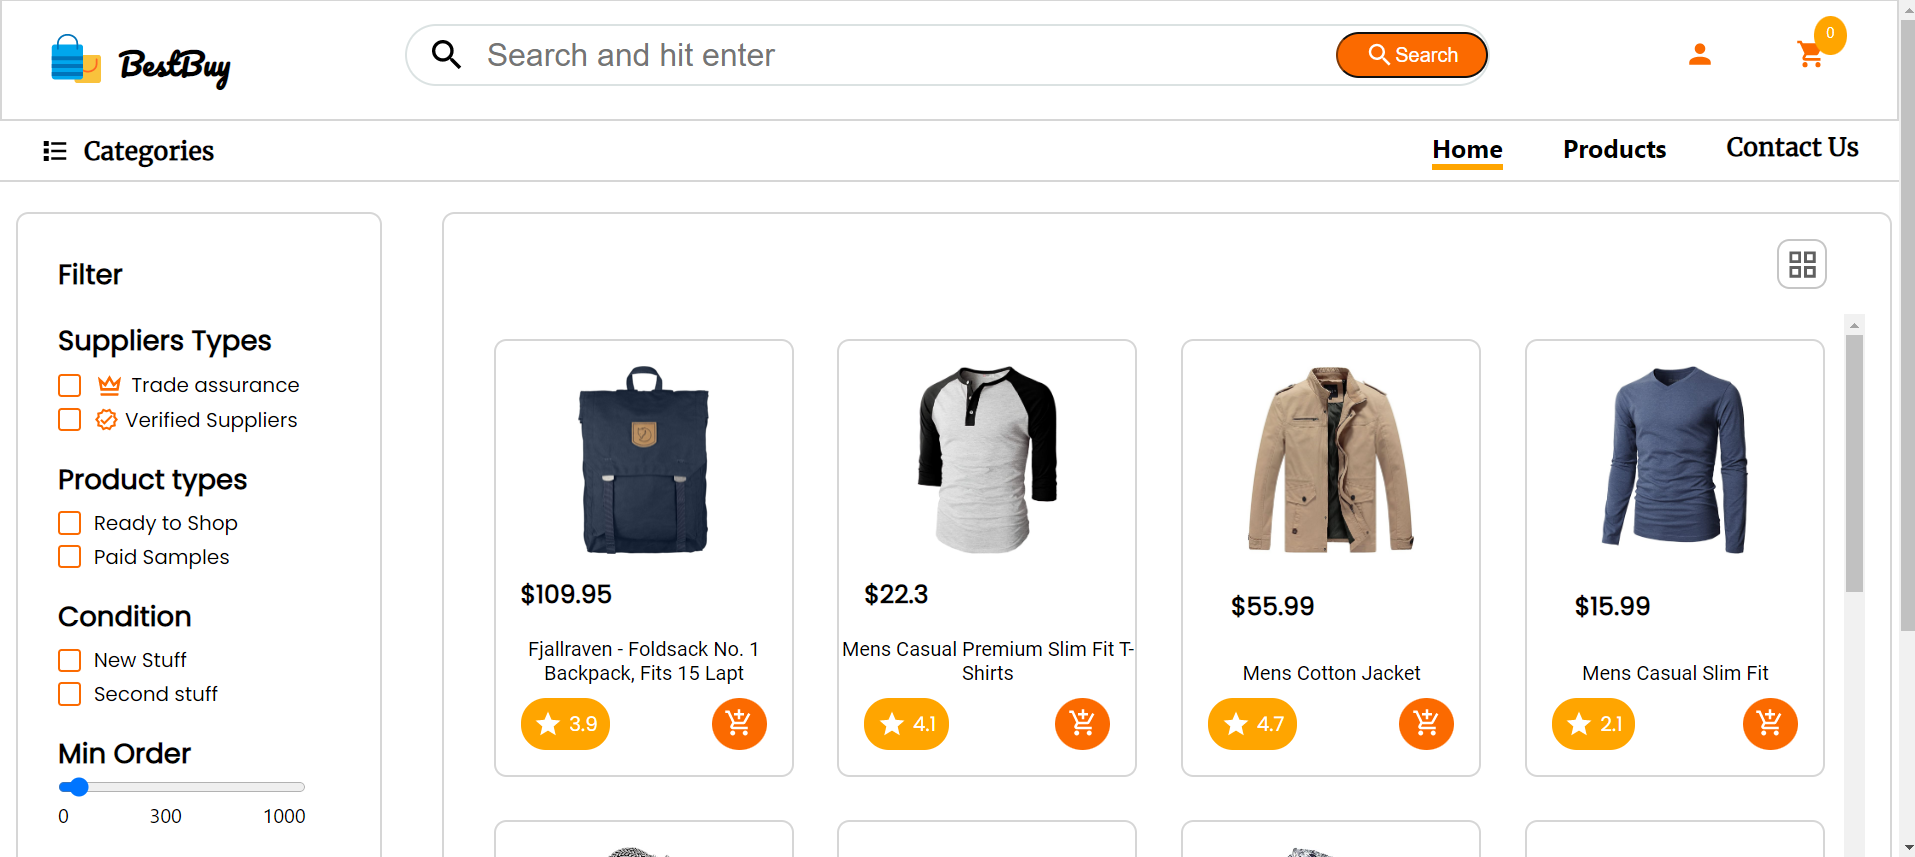 BestBuy
Search and hit enter
Search
0
Categories
Home
Products
Contact Us
Filter
Suppliers Types
Trade assurance
Verified Suppliers
Product types
Ready to Shop
Paid Samples
Condition
New Stuff
Second stuff
Min Order
0 300 1000
$109.95
Fjallraven - Foldsack No. 1
Backpack, Fits 15 Lapt
3.9
$22.3
Mens Casual Premium Slim Fit T-
Shirts
4.1
$55.99
Mens Cotton Jacket
4.7
$15.99
Mens Casual Slim Fit
2.1